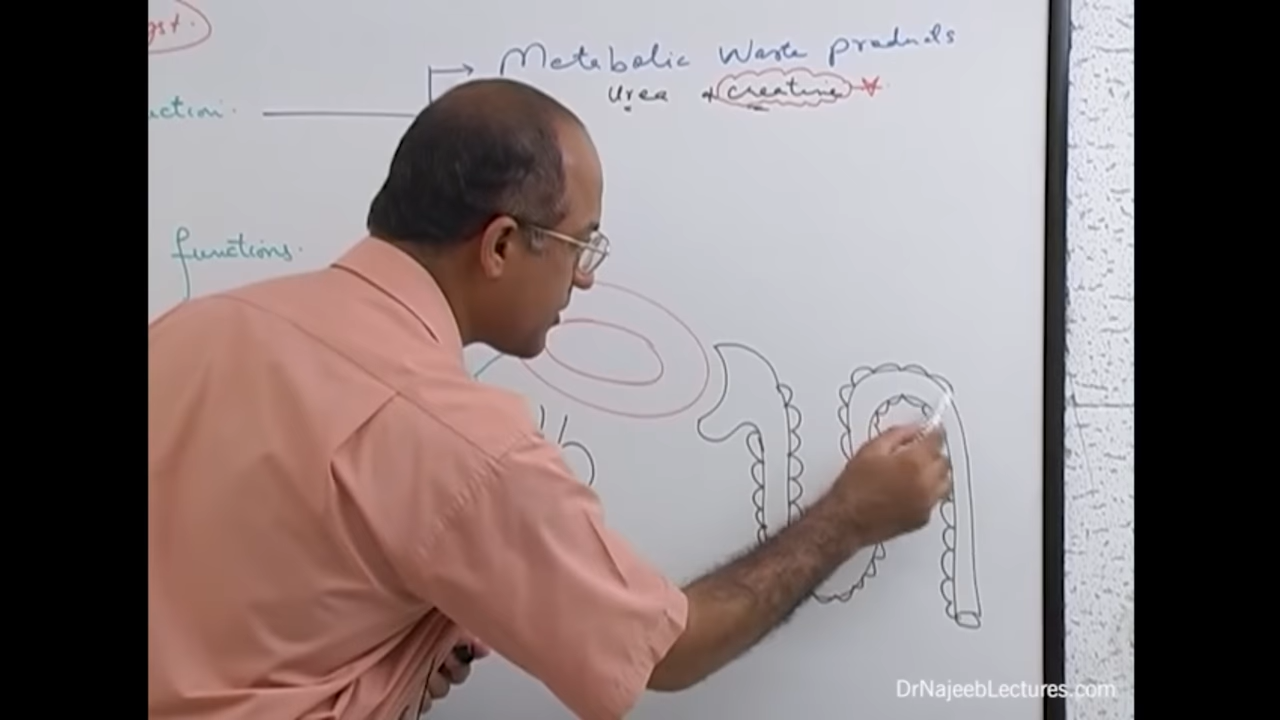 Metabolic Waste products
Urea + creatine
functions.
DrNajeebLectures.com